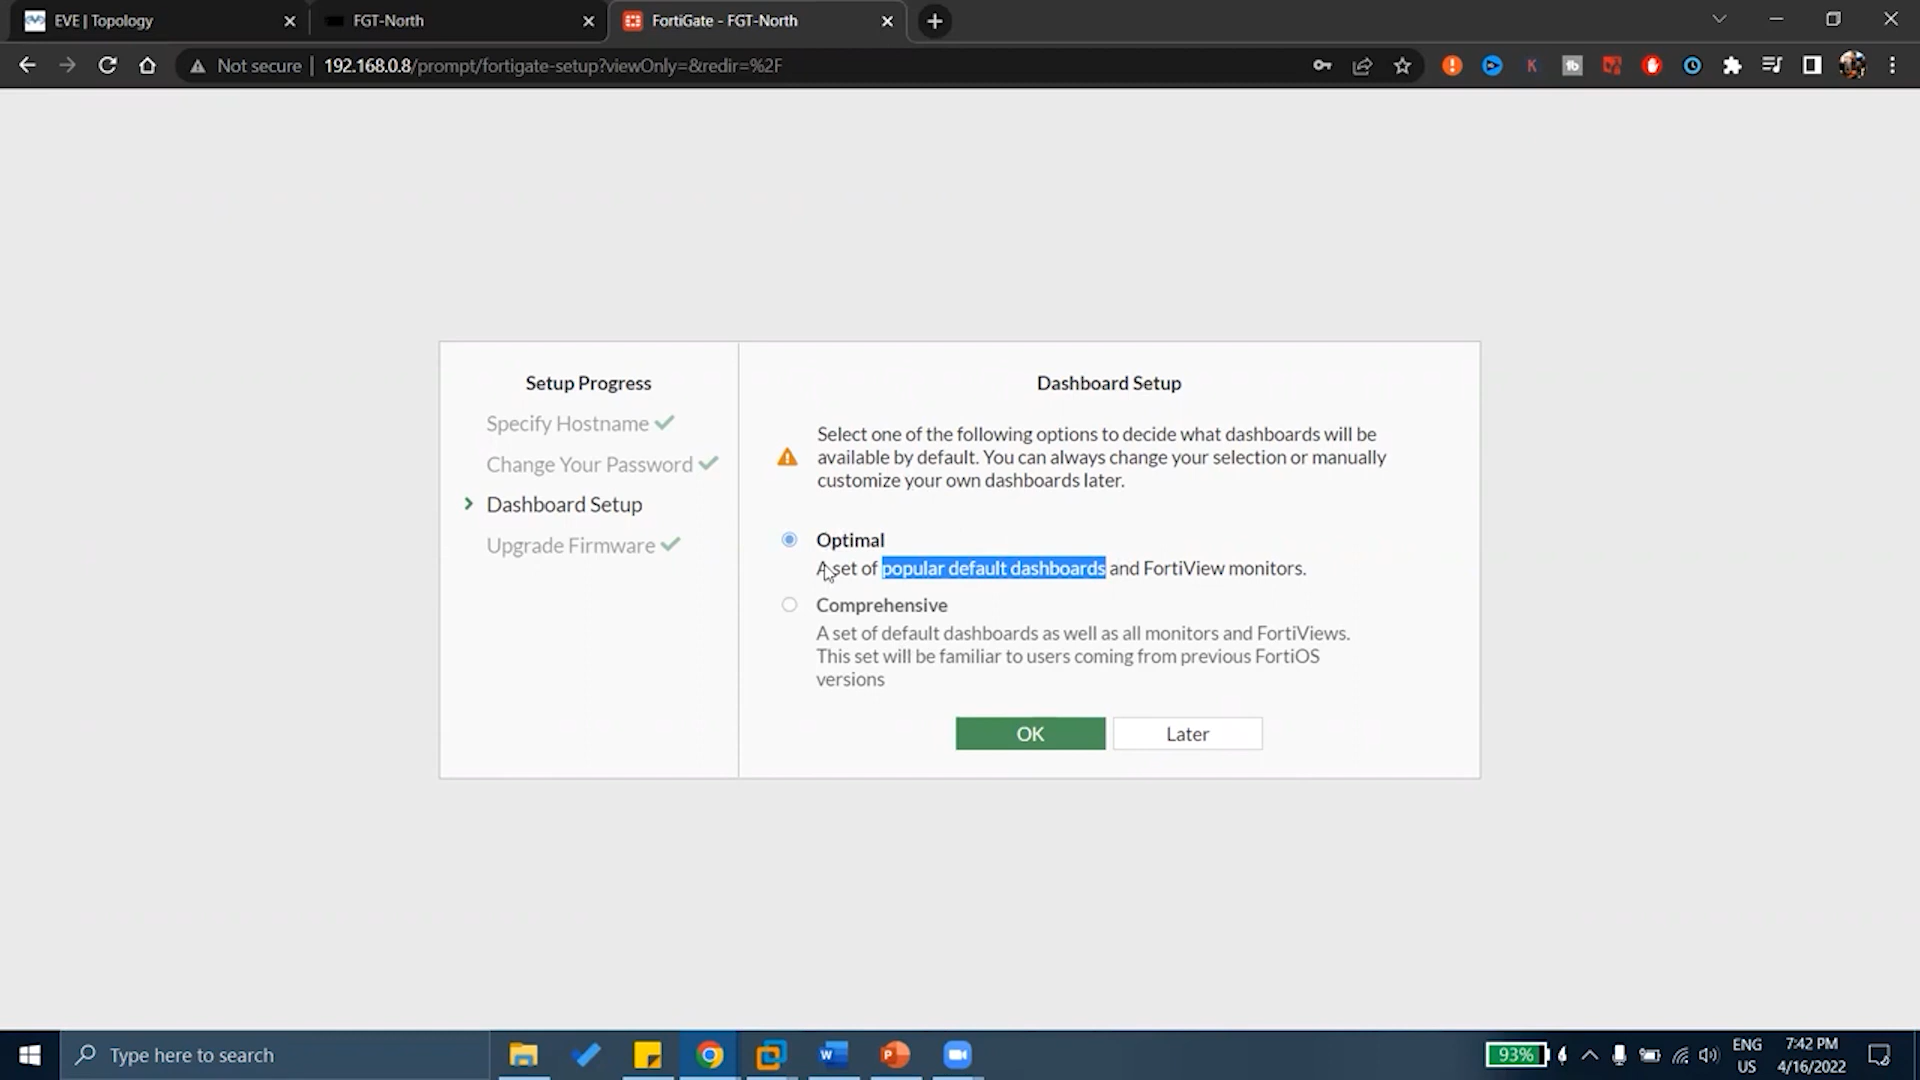 EVE | Topology
FGT-North
FortiGate - FGT-North
Not secure
192.168.0.8/prompt/fortigate-setup?viewOnly=&redir=%2F
Setup Progress
Specify Hostname
Change Your Password
Dashboard Setup
Upgrade Firmware
Dashboard Setup
Select one of the following options to decide what dashboards will be
available by default. You can always change your selection or manually
customize your own dashboards later.
Optimal
A set of popular default dashboards and FortiView monitors.
Comprehensive
A set of default dashboards as well as all monitors and FortiViews.
This set will be familiar to users coming from previous FortiOS
versions
OK
Later
Type here to search
93%
ENG
US
7:42 PM
4/16/2022